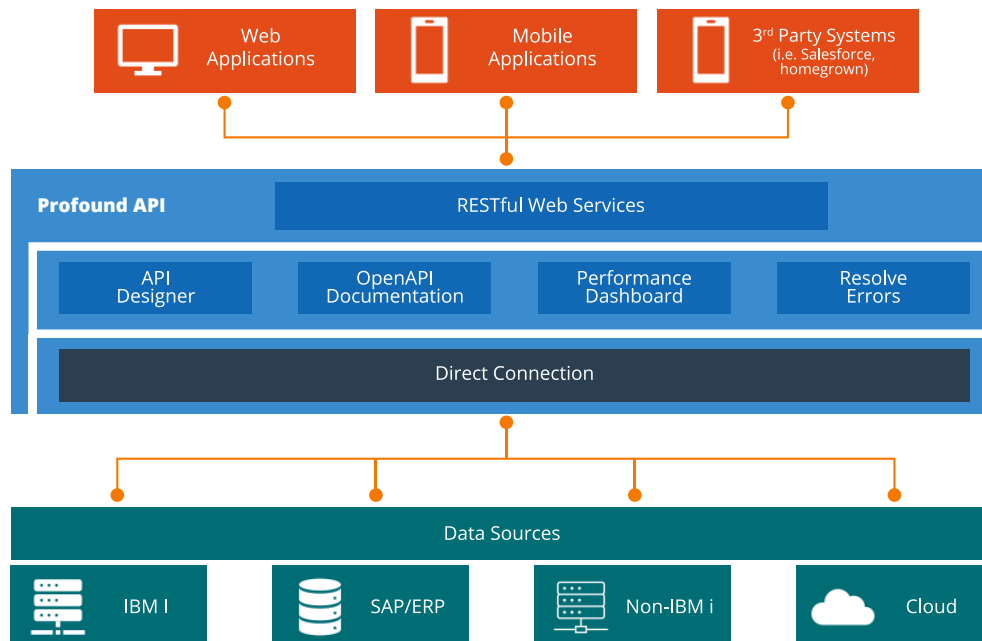 Web
Applications
Mobile
Applications
3rd Party Systems
(i.e. Salesforce,
homegrown)
Profound API
RESTful Web Services
API
Designer
OpenAPI
Documentation
Performance
Dashboard
Resolve
Errors
Direct Connection
Data Sources
IBM I
SAP/ERP
Non-IBM i
Cloud